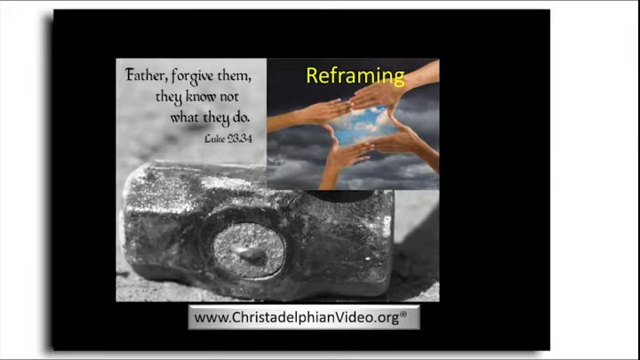 Father, forgive them,
they know not
what they do.
Luke 23:34
Reframing
www.ChristadelphianVideo.org®